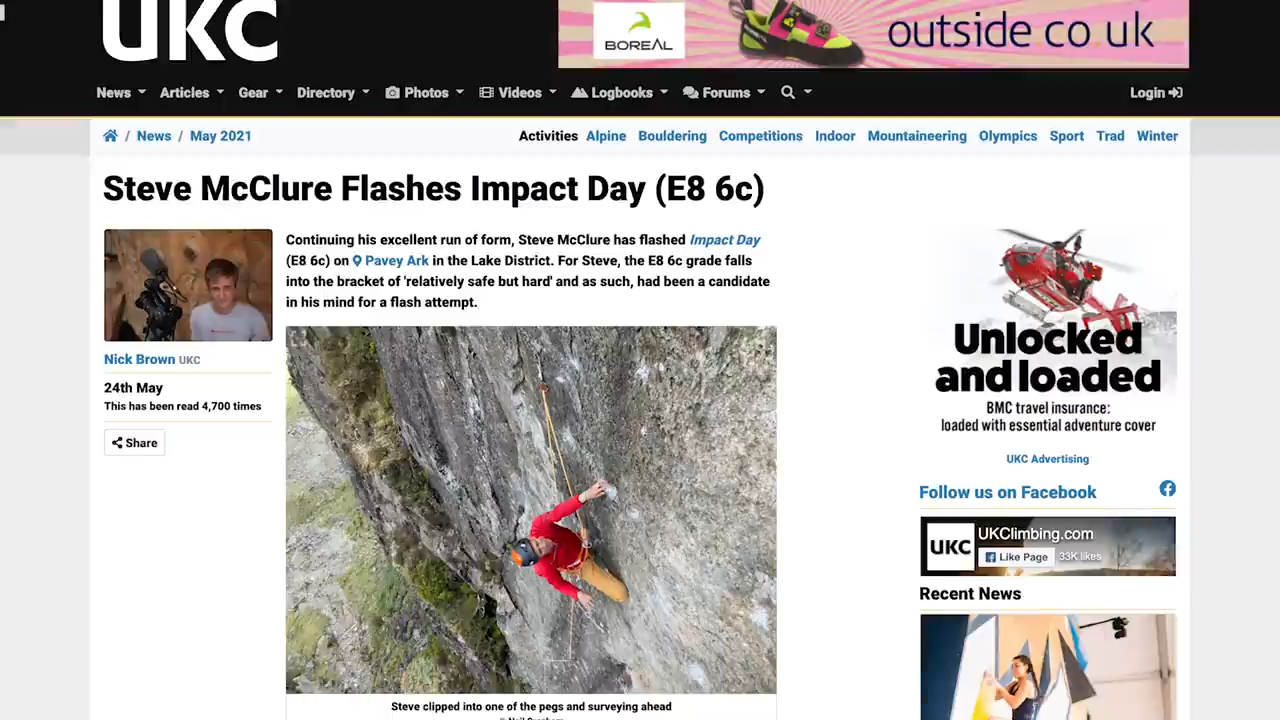 UKC
BOREAL
outside.co.uk
News Articles Gear Directory Photos Videos Logbooks Forums Login
/ News / May 2021
Activities Alpine Bouldering Competitions Indoor Mountaineering Olympics Sport Trad Winter
Steve McClure Flashes Impact Day (E8 6c)
Nick Brown UKC
24th May
This has been read 4,700 times
Share
Continuing his excellent run of form, Steve McClure has flashed Impact Day
(E8 6c) on Pavey Ark in the Lake District. For Steve, the E8 6c grade falls
into the bracket of 'relatively safe but hard' and as such, had been a candidate
in his mind for a flash attempt.
Steve clipped into one of the pegs and surveying ahead
Unlocked
and loaded
BMC travel insurance:
loaded with essential adventure cover
UKC Advertising
Follow us on Facebook
UKC
UKClimbing.com
Like Page 33K likes
Recent News